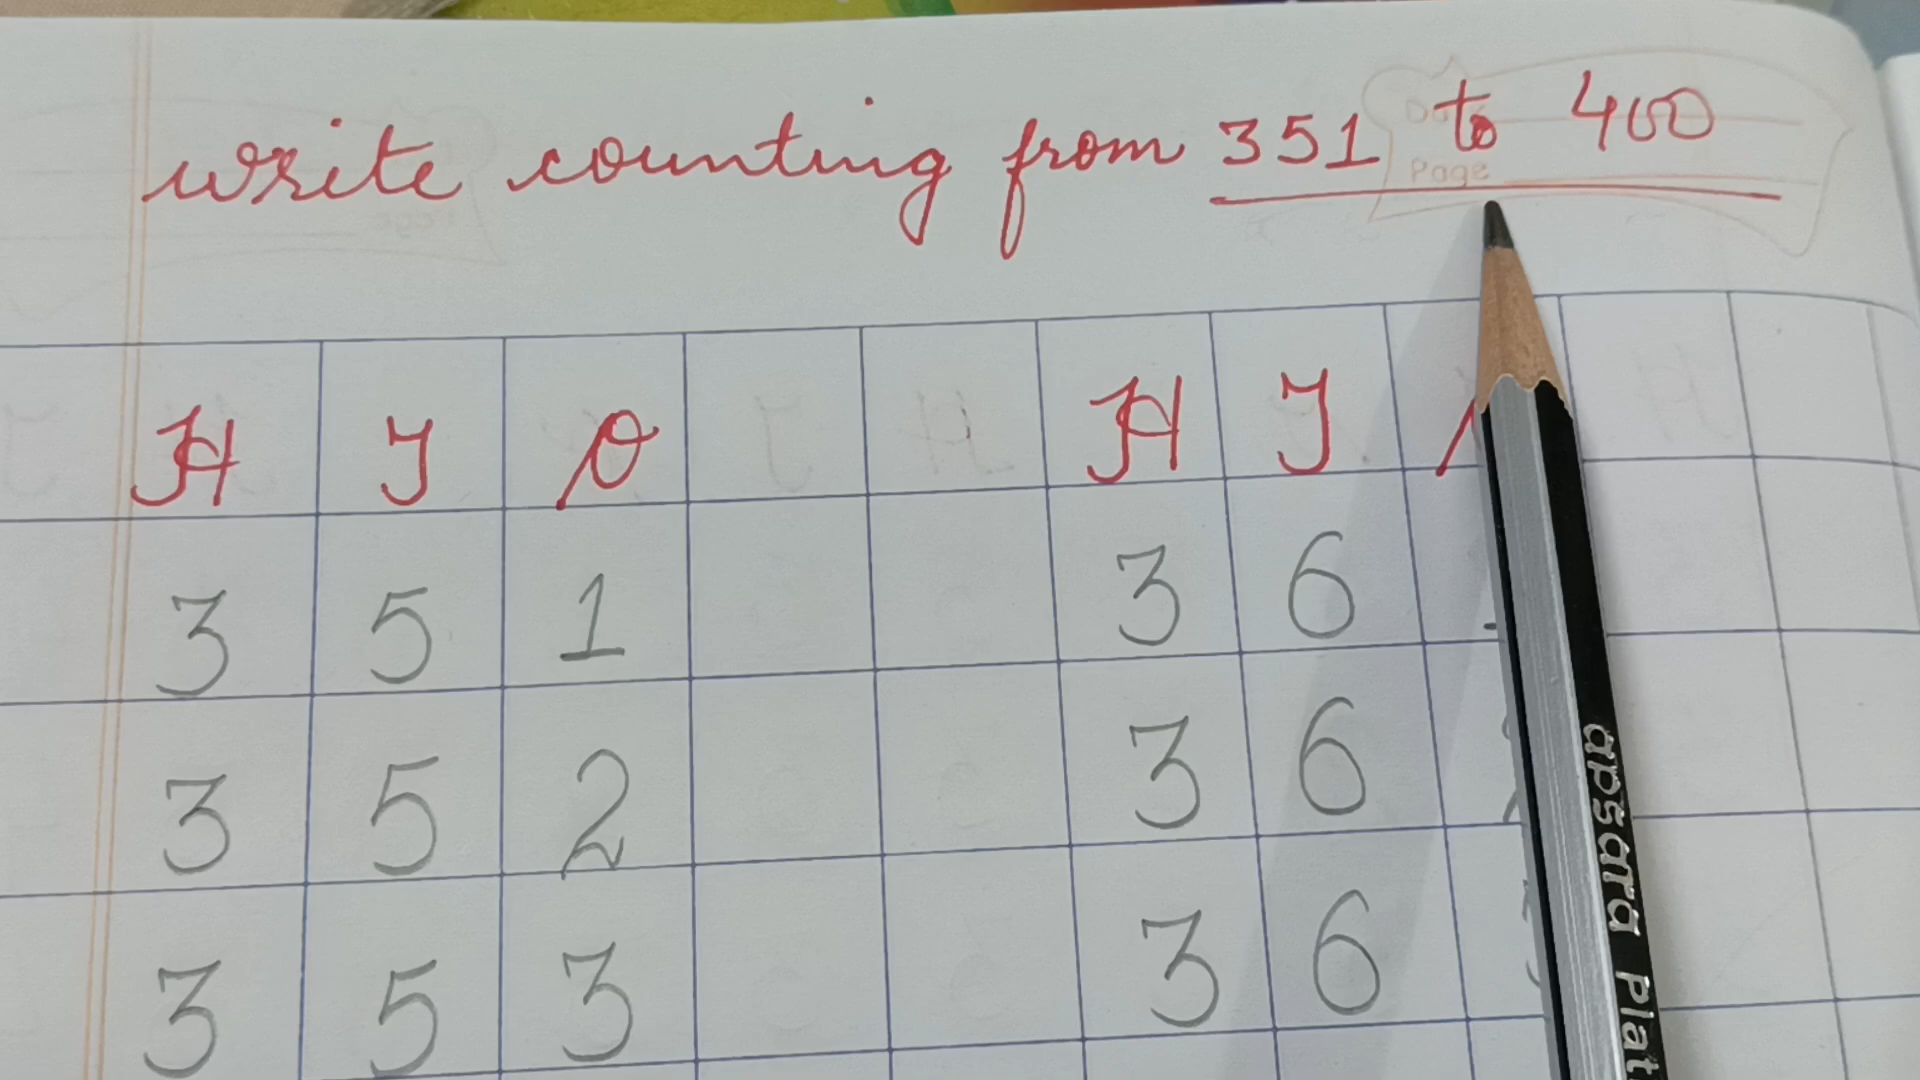 write counting from 351 to 400
Page
H T O H T
3 5 1 3 6
3 5 2 3 6
3 5 3 3 6
apsara Plat